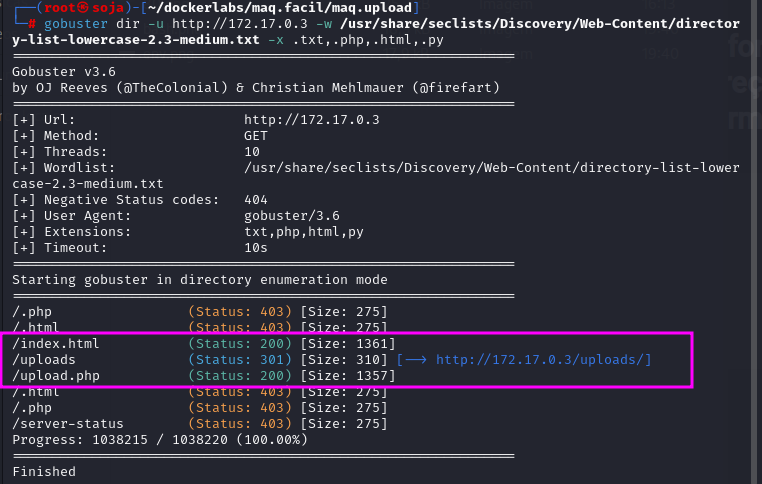 ┌──(root㉿soja)-[~/dockerlabs/maq.facil/maq.upload]
└─# gobuster dir -u http://172.17.0.3 -w /usr/share/seclists/Discovery/Web-Content/director
y-list-lowercase-2.3-medium.txt -x .txt,.php,.html,.py
===============================================================
Gobuster v3.6
by OJ Reeves (@TheColonial) & Christian Mehlmauer (@firefart)
===============================================================
[+] Url:                     http://172.17.0.3
[+] Method:                  GET
[+] Threads:                 10
[+] Wordlist:                /usr/share/seclists/Discovery/Web-Content/directory-list-lower
case-2.3-medium.txt
[+] Negative Status codes:   404
[+] User Agent:              gobuster/3.6
[+] Extensions:              txt,php,html,py
[+] Timeout:                 10s
===============================================================
Starting gobuster in directory enumeration mode
===============================================================
/.php                 (Status: 403) [Size: 275]
/.html                (Status: 403) [Size: 275]
/index.html           (Status: 200) [Size: 1361]
/uploads              (Status: 301) [Size: 310] [--> http://172.17.0.3/uploads/]
/upload.php           (Status: 200) [Size: 1357]
/.html                (Status: 403) [Size: 275]
/.php                 (Status: 403) [Size: 275]
/server-status        (Status: 403) [Size: 275]
Progress: 1038215 / 1038220 (100.00%)
===============================================================
Finished